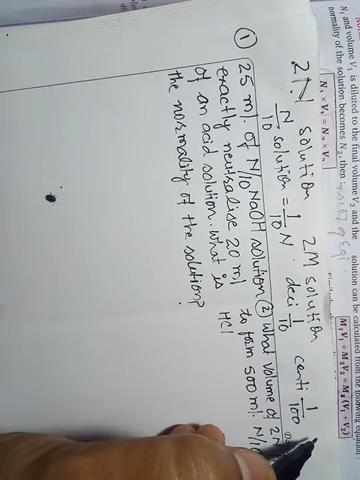 N₁ and volume V₁ is diluted to the final volume V₂ and the
normality of the solution becomes N₂, then
N₁ × V₁ = N₂ × V₂
solution can be calculated from the following equation :
M₁V₁ + M₂V₂ = M₃ (V₁ + V₂)
2N solution 2M solution
N/10 solution = 1/10 N deci 1/10 centi 1/100
① 25 ml. of N/10 NaOH solution
exactly neutralise 20 ml
of an acid solution. What is
the normality of the solution?
② What volume of 2N
HCl
to form 500 ml. N/10